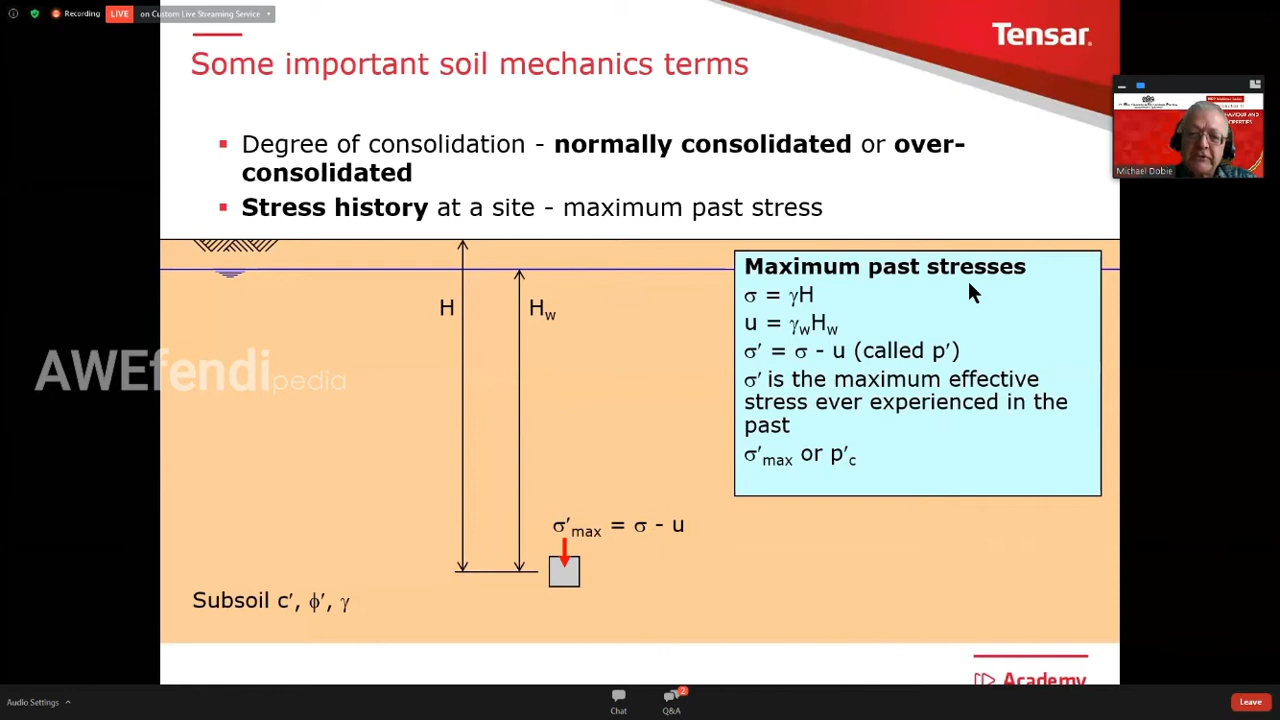 Recording
LIVE
on Custom Live Streaming Service
Tensar.
Some important soil mechanics terms
Michael Dobie
▪ Degree of consolidation - normally consolidated or over-
consolidated
▪ Stress history at a site - maximum past stress
Maximum past stresses
σ = γH
u = γwHw
σ′ = σ - u (called p′)
σ′ is the maximum effective
stress ever experienced in the
past
σ′max or p′c
H
Hw
AWEfendipedia
σ′max = σ - u
Subsoil c′, ϕ′, γ
Academy
Audio Settings
Chat
Q&A
2
Leave